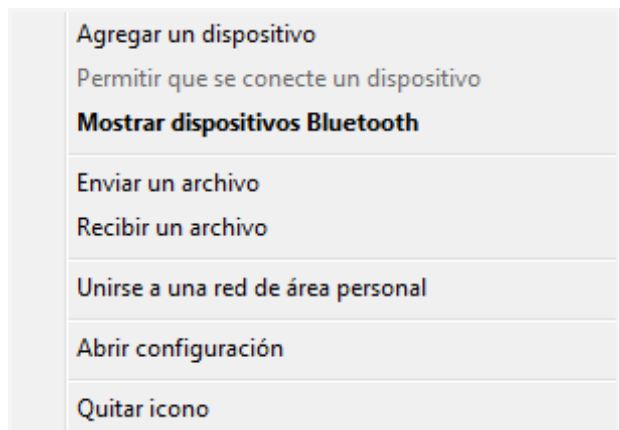 Agregar un dispositivo
Permitir que se conecte un dispositivo
Mostrar dispositivos Bluetooth
Enviar un archivo
Recibir un archivo
Unirse a una red de área personal
Abrir configuración
Quitar icono